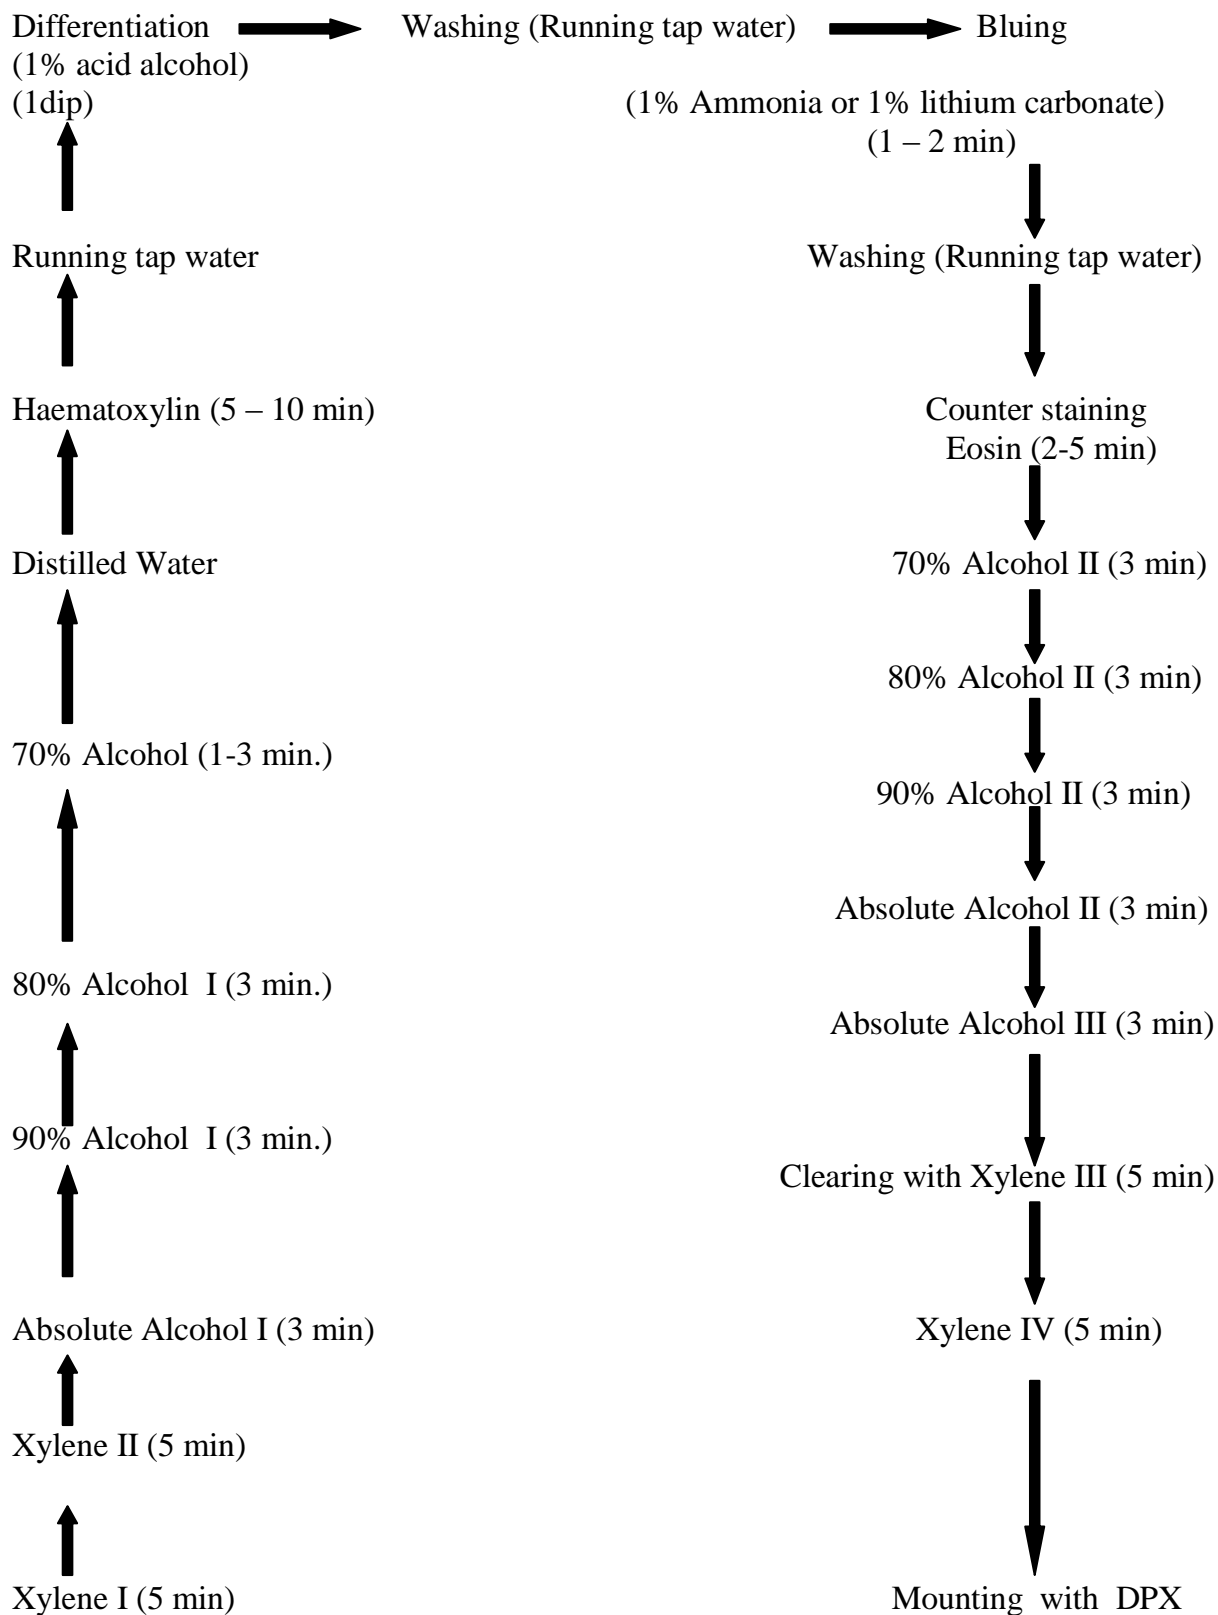 Differentiation Washing (Running tap water) Bluing
(1% acid alcohol)
(1dip) (1% Ammonia or 1% lithium carbonate)
(1 – 2 min)
Running tap water Washing (Running tap water)
Haematoxylin (5 – 10 min) Counter staining
Eosin (2-5 min)
Distilled Water 70% Alcohol II (3 min)
80% Alcohol II (3 min)
70% Alcohol (1-3 min.)
90% Alcohol II (3 min)
Absolute Alcohol II (3 min)
80% Alcohol I (3 min.)
Absolute Alcohol III (3 min)
90% Alcohol I (3 min.)
Clearing with Xylene III (5 min)
Absolute Alcohol I (3 min) Xylene IV (5 min)
Xylene II (5 min)
Xylene I (5 min) Mounting with DPX